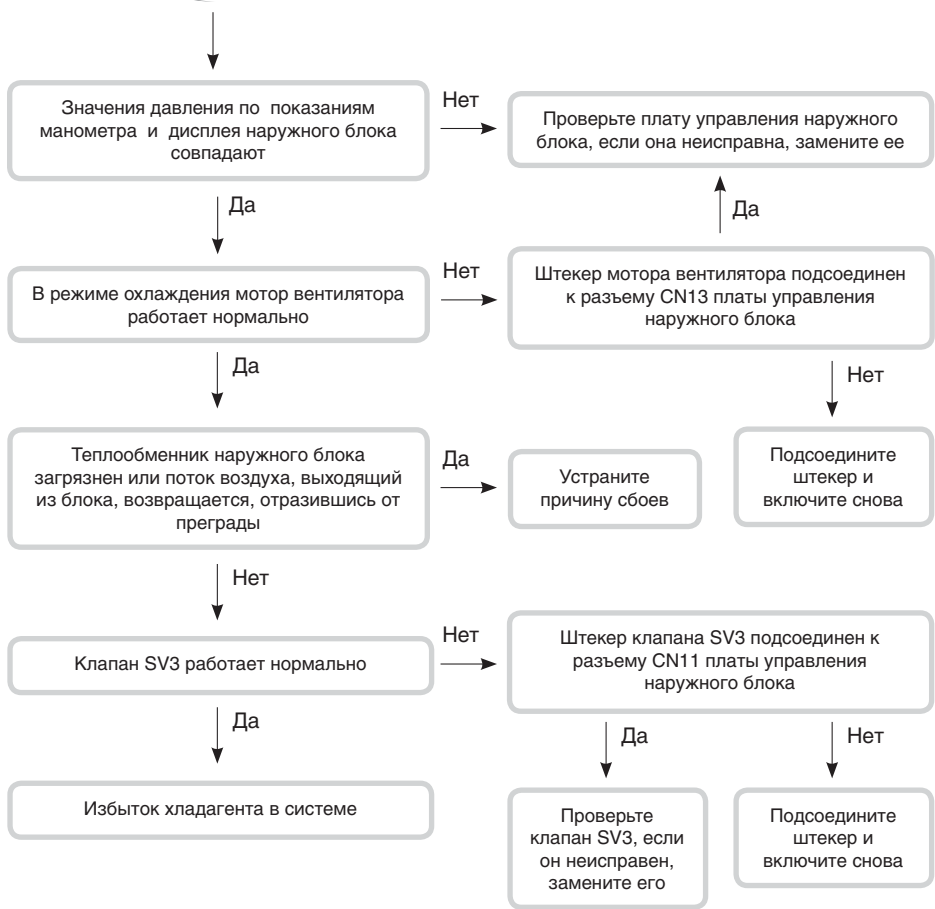 Значения давления по показаниям
манометра и дисплея наружного блока
совпадают
Нет
Проверьте плату управления наружного
блока, если она неисправна, замените ее
Да
Да
В режиме охлаждения мотор вентилятора
работает нормально
Нет
Штекер мотора вентилятора подсоединен
к разъему CN13 платы управления
наружного блока
Да
Нет
Теплообменник наружного блока
загрязнен или поток воздуха, выходящий
из блока, возвращается, отразившись от
преграды
Да
Устраните
причину сбоев
Подсоедините
штекер и
включите снова
Нет
Клапан SV3 работает нормально
Нет
Штекер клапана SV3 подсоединен к
разъему CN11 платы управления
наружного блока
Да
Да
Нет
Избыток хладагента в системе
Проверьте
клапан SV3, если
он неисправен,
замените его
Подсоедините
штекер и
включите снова